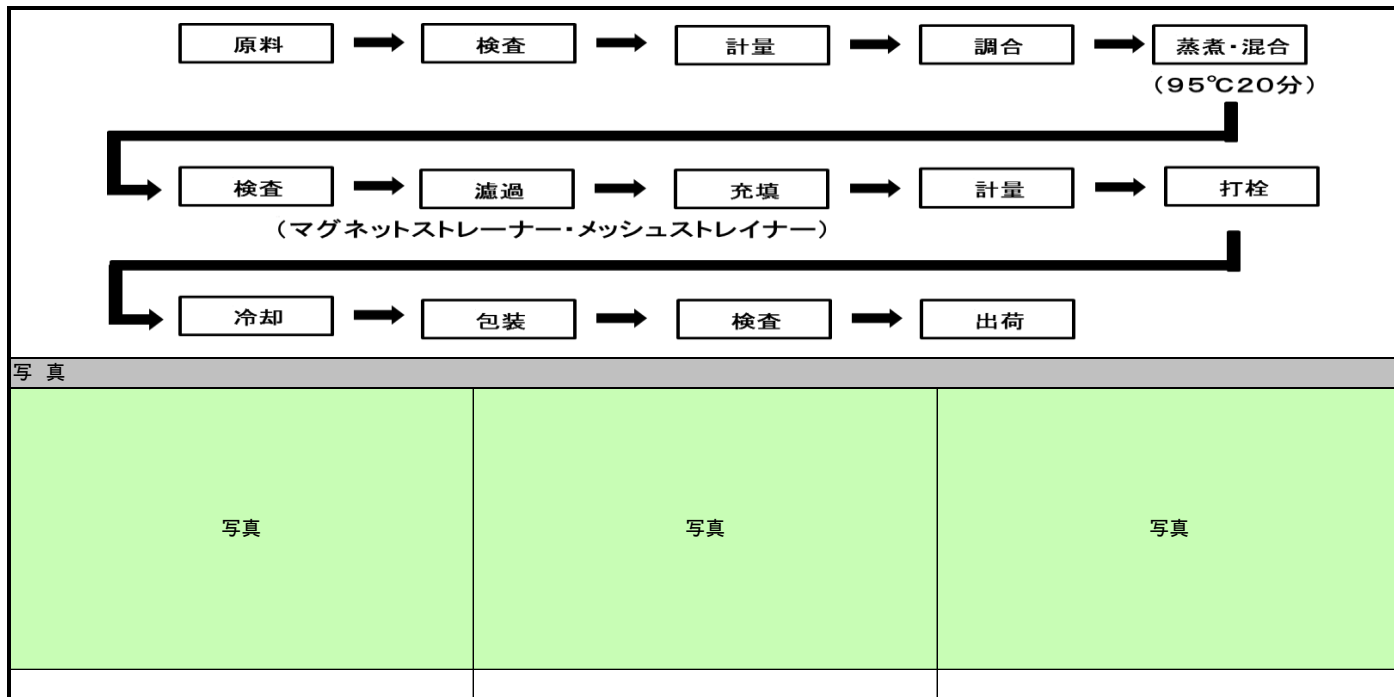 原料 検査 計量 調合 蒸煮・混合
(95℃20分)
検査 濾過 充填 計量 打栓
(マグネットストレーナー・メッシュストレイナー)
冷却 包装 検査 出荷
写 真
写真 写真 写真